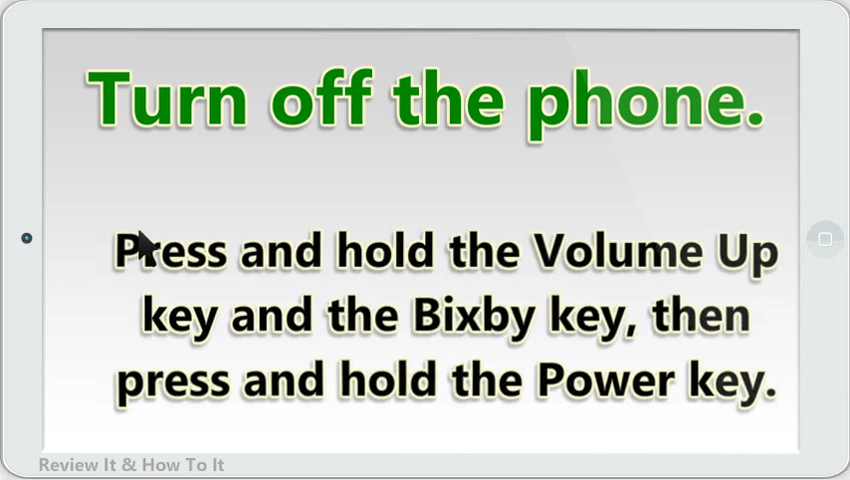 Turn off the phone.
Press and hold the Volume Up
key and the Bixby key, then
press and hold the Power key.
Review It & How To It